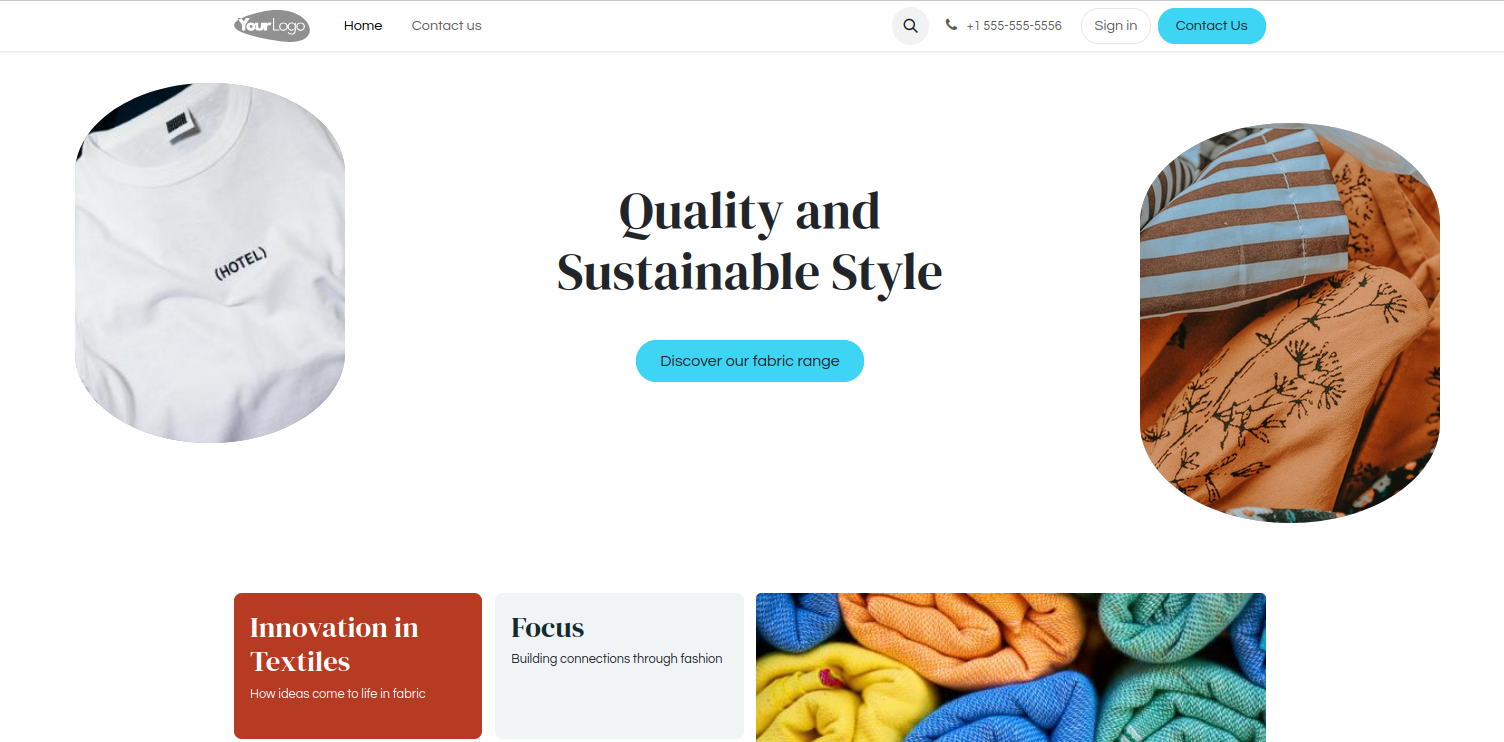 YourLogo
Home
Contact us
+1 555-555-5556
Sign in
Contact Us
(HOTEL)
Quality and
Sustainable Style
Discover our fabric range
Innovation in
Textiles
How ideas come to life in fabric
Focus
Building connections through fashion